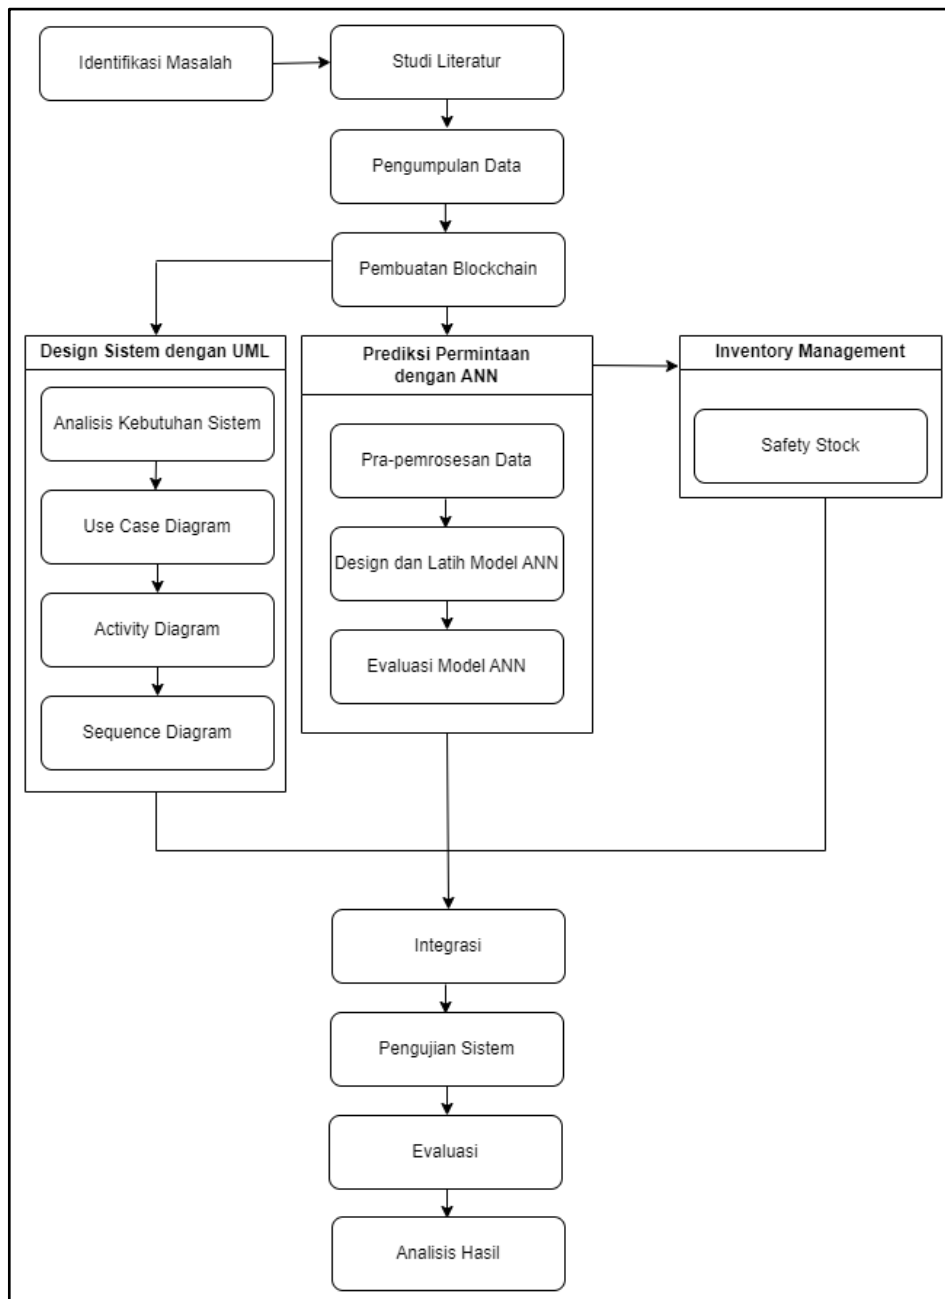 Identifikasi Masalah
Studi Literatur
Pengumpulan Data
Pembuatan Blockchain
Design Sistem dengan UML
Analisis Kebutuhan Sistem
Use Case Diagram
Activity Diagram
Sequence Diagram
Prediksi Permintaan
dengan ANN
Pra-pemrosesan Data
Design dan Latih Model ANN
Evaluasi Model ANN
Inventory Management
Safety Stock
Integrasi
Pengujian Sistem
Evaluasi
Analisis Hasil